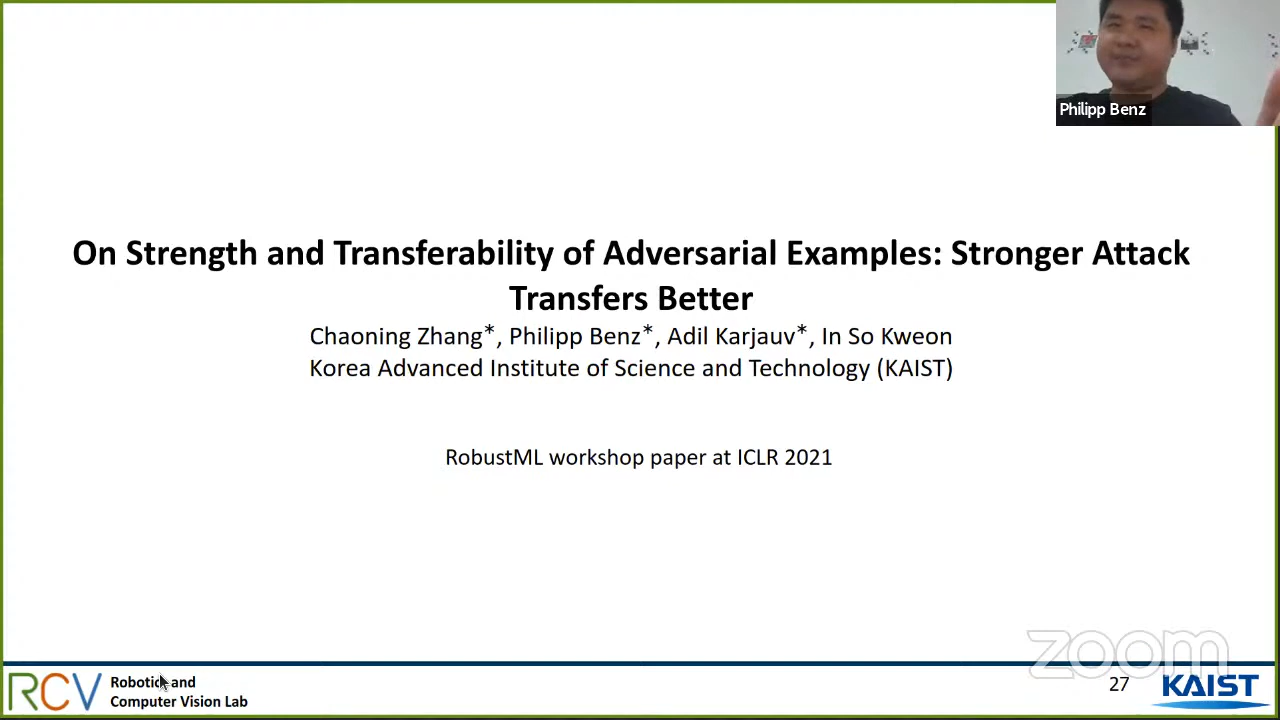 Philipp Benz
On Strength and Transferability of Adversarial Examples: Stronger Attack
Transfers Better
Chaoning Zhang*, Philipp Benz*, Adil Karjauv*, In So Kweon
Korea Advanced Institute of Science and Technology (KAIST)
RobustML workshop paper at ICLR 2021
zoom
RCV
Robotics and
Computer Vision Lab
27
KAIST